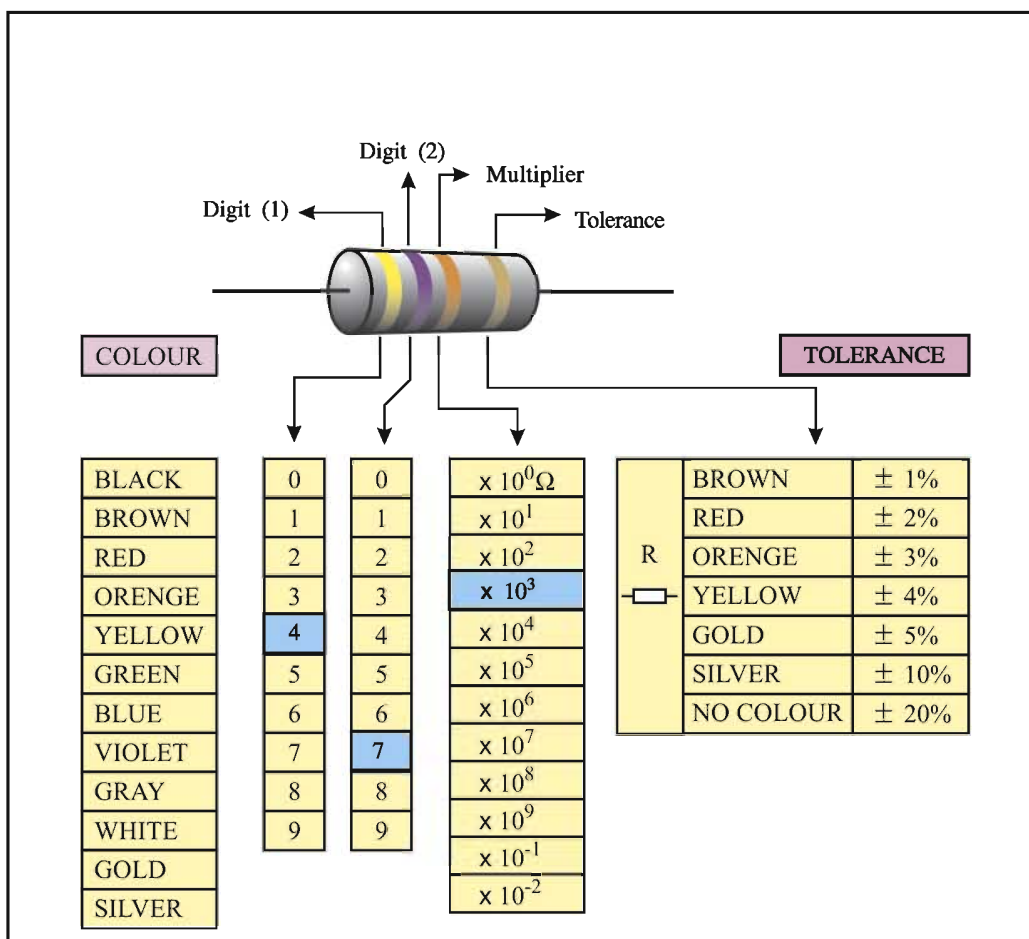 Digit (2)
Multiplier
Digit (1)
Tolerance
COLOUR
TOLERANCE
BLACK 0 0 x 10⁰Ω
BROWN 1 1 x 10¹
RED 2 2 x 10²
ORENGE 3 3 x 10³
YELLOW 4 4 x 10⁴
GREEN 5 5 x 10⁵
BLUE 6 6 x 10⁶
VIOLET 7 7 x 10⁷
GRAY 8 8 x 10⁸
WHITE 9 9 x 10⁹
GOLD x 10⁻¹
SILVER x 10⁻²
R
BROWN ± 1%
RED ± 2%
ORENGE ± 3%
YELLOW ± 4%
GOLD ± 5%
SILVER ± 10%
NO COLOUR ± 20%